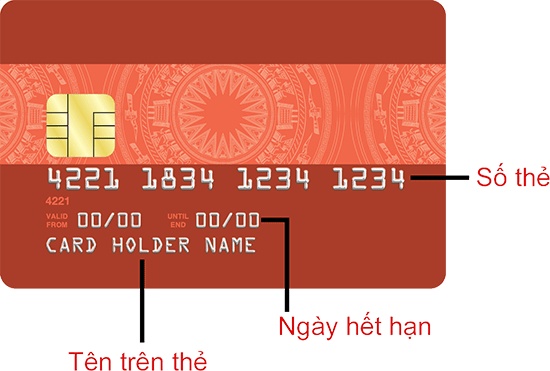 4221 1834 1234 1234
Số thẻ
4221
VALID FROM 00/00 UNTIL END 00/00
CARD HOLDER NAME
Ngày hết hạn
Tên trên thẻ